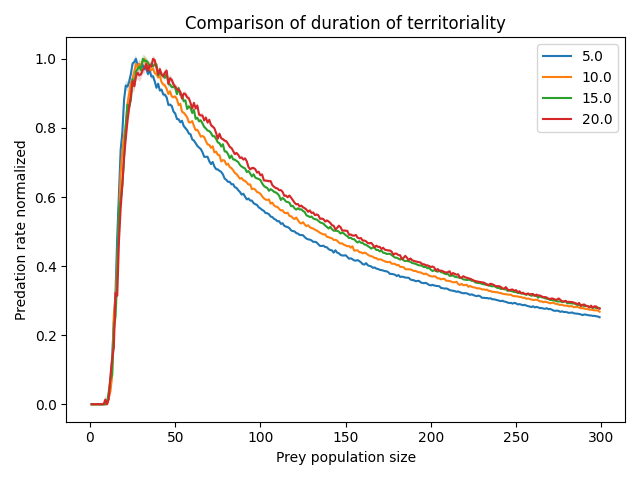 Comparison of duration of territoriality
Predation rate normalized
1.0
0.8
0.6
0.4
0.2
0.0
5.0
10.0
15.0
20.0
0 50 100 150 200 250 300
Prey population size